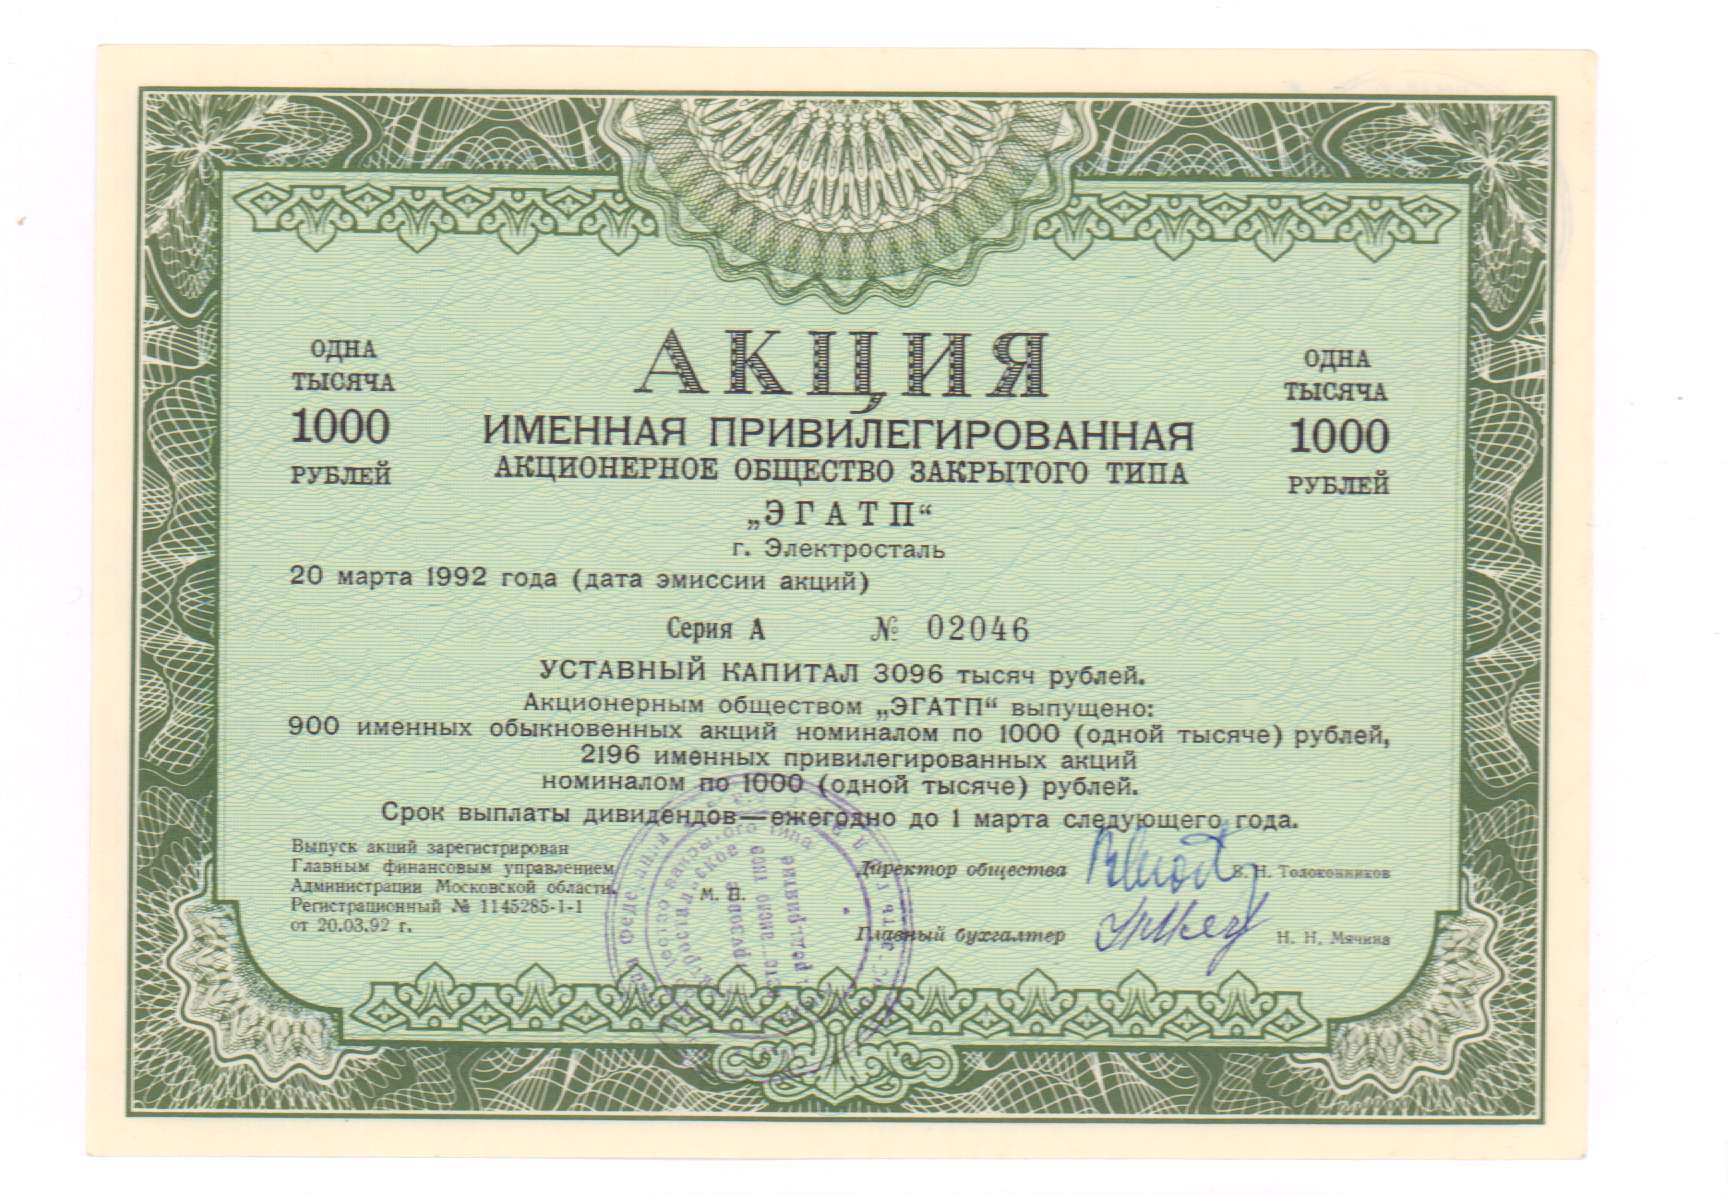 АКЦИЯ
ИМЕННАЯ ПРИВИЛЕГИРОВАННАЯ
АКЦИОНЕРНОЕ ОБЩЕСТВО ЗАКРЫТОГО ТИПА
„ЭГАТП“
г. Электросталь
ОДНА
ТЫСЯЧА
1000
РУБЛЕЙ
ОДНА
ТЫСЯЧА
1000
РУБЛЕЙ
20 марта 1992 года (дата эмиссии акций)
Серия А № 02046
УСТАВНЫЙ КАПИТАЛ 3096 тысяч рублей.
Акционерным обществом „ЭГАТП“ выпущено:
900 именных обыкновенных акций номиналом по 1000 (одной тысяче) рублей,
2196 именных привилегированных акций
номиналом по 1000 (одной тысяче) рублей.
Срок выплаты дивидендов—ежегодно до 1 марта следующего года.
Выпуск акций зарегистрирован
Главным финансовым управлением
Администрации Московской области.
Регистрационный № 1145285-1-1
от 20.03.92 г.
М. П.
Директор общества В. Н. Толоконников
Главный бухгалтер Н. Н. Мячина
закрытого типа